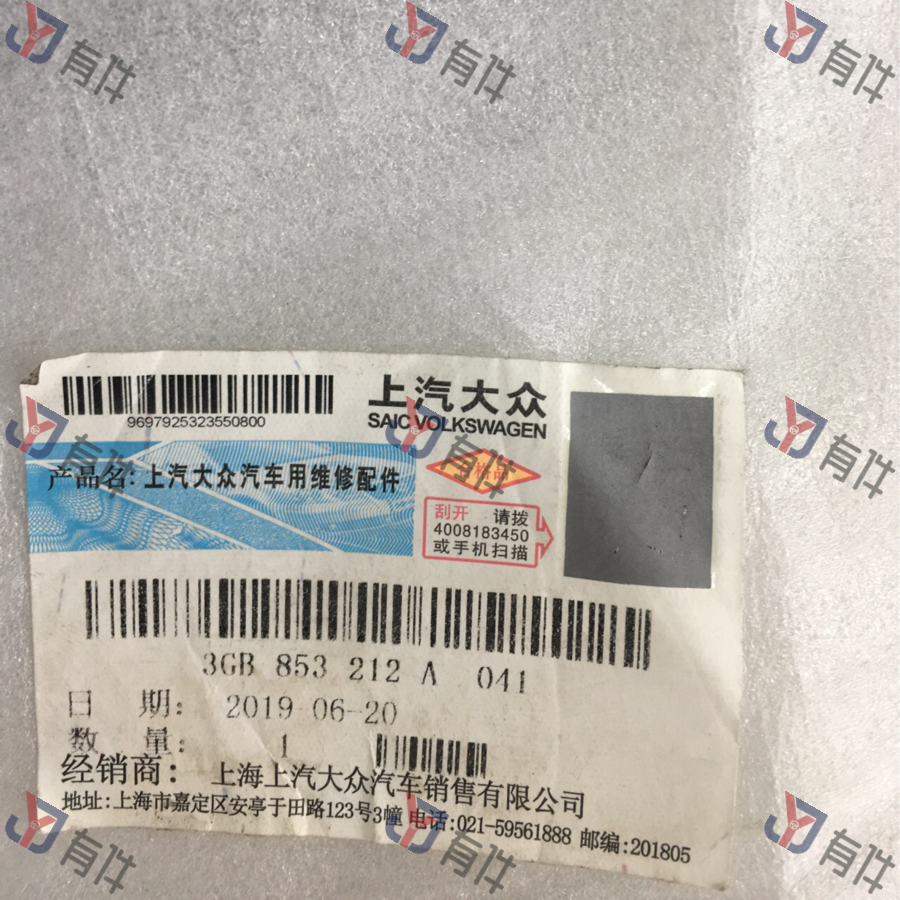 有件
有件
有件
上汽大众
SAIC VOLKSWAGEN
9697925323550800
有件
有件
有件
产品名: 上汽大众汽车用维修配件
刮开 请拨
4008183450
或手机扫描
3GB 853 212 A 041
日 期: 2019-06-20
数 量: 1
经销商: 上海上汽大众汽车销售有限公司
地址:上海市嘉定区安亭于田路123号3幢 电话:021-59561888 邮编:201805
有件
有件
有件